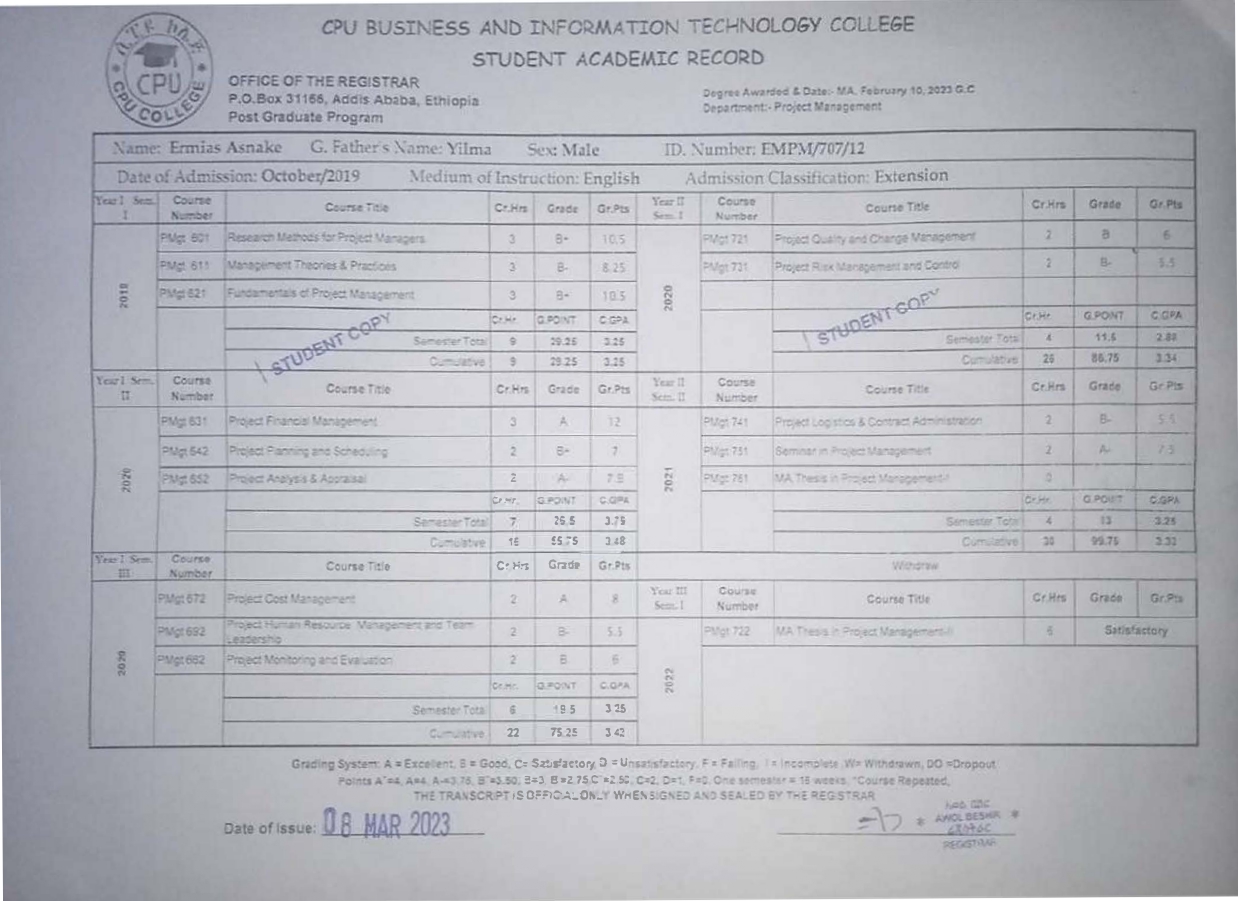 ሲፒዩ ኮሌጅ
CPU
CPU COLLEGE
CPU BUSINESS AND INFORMATION TECHNOLOGY COLLEGE
STUDENT ACADEMIC RECORD
OFFICE OF THE REGISTRAR
P.O.Box 31166, Addis Ababa, Ethiopia
Post Graduate Program
Degree Awarded & Date:- MA, February 10, 2023 G.C
Department:- Project Management
Name: Ermias Asnake G. Father's Name: Yilma Sex: Male ID. Number: EMPM/707/12
Date of Admission: October/2019 Medium of Instruction: English Admission Classification: Extension
Year I Sem. I Course Number Course Title Cr.Hrs Grade Gr.Pts
2019
PMgt 601 Research Methods for Project Managers 3 B+ 10.5
PMgt 611 Management Theories & Practices 3 B- 8.25
PMgt 621 Fundamentals of Project Management 3 B+ 10.5
Cr.Hr. G.POINT C.GPA
Semester Total 9 29.25 3.25
Cumulative 9 29.25 3.25
STUDENT COPY
Year I Sem. II Course Number Course Title Cr.Hrs Grade Gr.Pts
2020
PMgt 631 Project Financial Management 3 A 12
PMgt 642 Project Planning and Scheduling 2 B+ 7
PMgt 652 Project Analysis & Appraisal 2 A- 7.5
Cr.Hr. G.POINT C.GPA
Semester Total 7 26.5 3.79
Cumulative 16 55.75 3.48
Year I Sem. III Course Number Course Title Cr.Hrs Grade Gr.Pts
2020
PMgt 672 Project Cost Management 2 A 8
PMgt 692 Project Human Resource Management and Team
Leadership 2 B- 5.5
PMgt 682 Project Monitoring and Evaluation 2 B 6
Cr.Hr. G.POINT C.GPA
Semester Total 6 19.5 3.25
Cumulative 22 75.25 3.42
Year II Sem. I Course Number Course Title Cr.Hrs Grade Gr.Pts
2020
PMgt 721 Project Quality and Change Management 2 B 6
PMgt 731 Project Risk Management and Control 2 B- 5.5
Cr.Hr. G.POINT C.GPA
Semester Total 4 11.5 2.88
Cumulative 26 86.75 3.34
STUDENT COPY
Year II Sem. II Course Number Course Title Cr.Hrs Grade Gr.Pts
2021
PMgt 741 Project Logistics & Contract Administration 2 B- 5.5
PMgt 751 Seminar in Project Management 2 A- 7.5
PMgt 761 MA Thesis in Project Management-I 0
Cr.Hr. G.POINT C.GPA
Semester Total 4 13 3.25
Cumulative 30 99.75 3.33
Withdraw
Year III Sem. I Course Number Course Title Cr.Hrs Grade Gr.Pts
2022
PMgt 722 MA Thesis in Project Management-II 6 Satisfactory
Grading System: A = Excellent, B = Good, C= Satisfactory, D = Unsatisfactory, F = Failing, I = Incomplete W= Withdrawn, DO =Dropout
Points A+=4, A=4, A-=3.75, B+=3.50, B=3 B-=2.75, C+=2.50, C=2, D=1, F=0, One semester = 16 weeks, *Course Repeated,
THE TRANSCRIPT IS OFFICIAL ONLY WHEN SIGNED AND SEALED BY THE REGISTRAR
Date of Issue: 08 MAR 2023
AWOL BESHIR
REGISTRAR